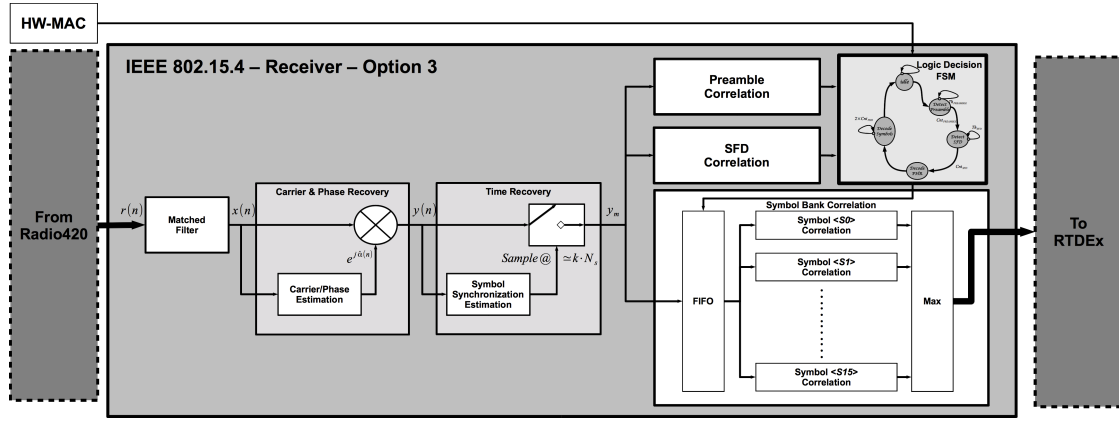 HW-MAC
IEEE 802.15.4 – Receiver – Option 3
From
Radio420
r(n)
Matched
Filter
x(n)
Carrier & Phase Recovery
e^{jα̂(n)}
Carrier/Phase
Estimation
y(n)
Time Recovery
Sample@ ≃k·N_s
Symbol
Synchronization
Estimation
y_m
Preamble
Correlation
SFD
Correlation
Logic Decision
FSM
Idle
Detect
Preamble
Detect
SFD
Decode
PHR
Decode
Symbols
Symbol Bank Correlation
FIFO
Symbol <S0>
Correlation
Symbol <S1>
Correlation
Symbol <S15>
Correlation
Max
To
RTDEx